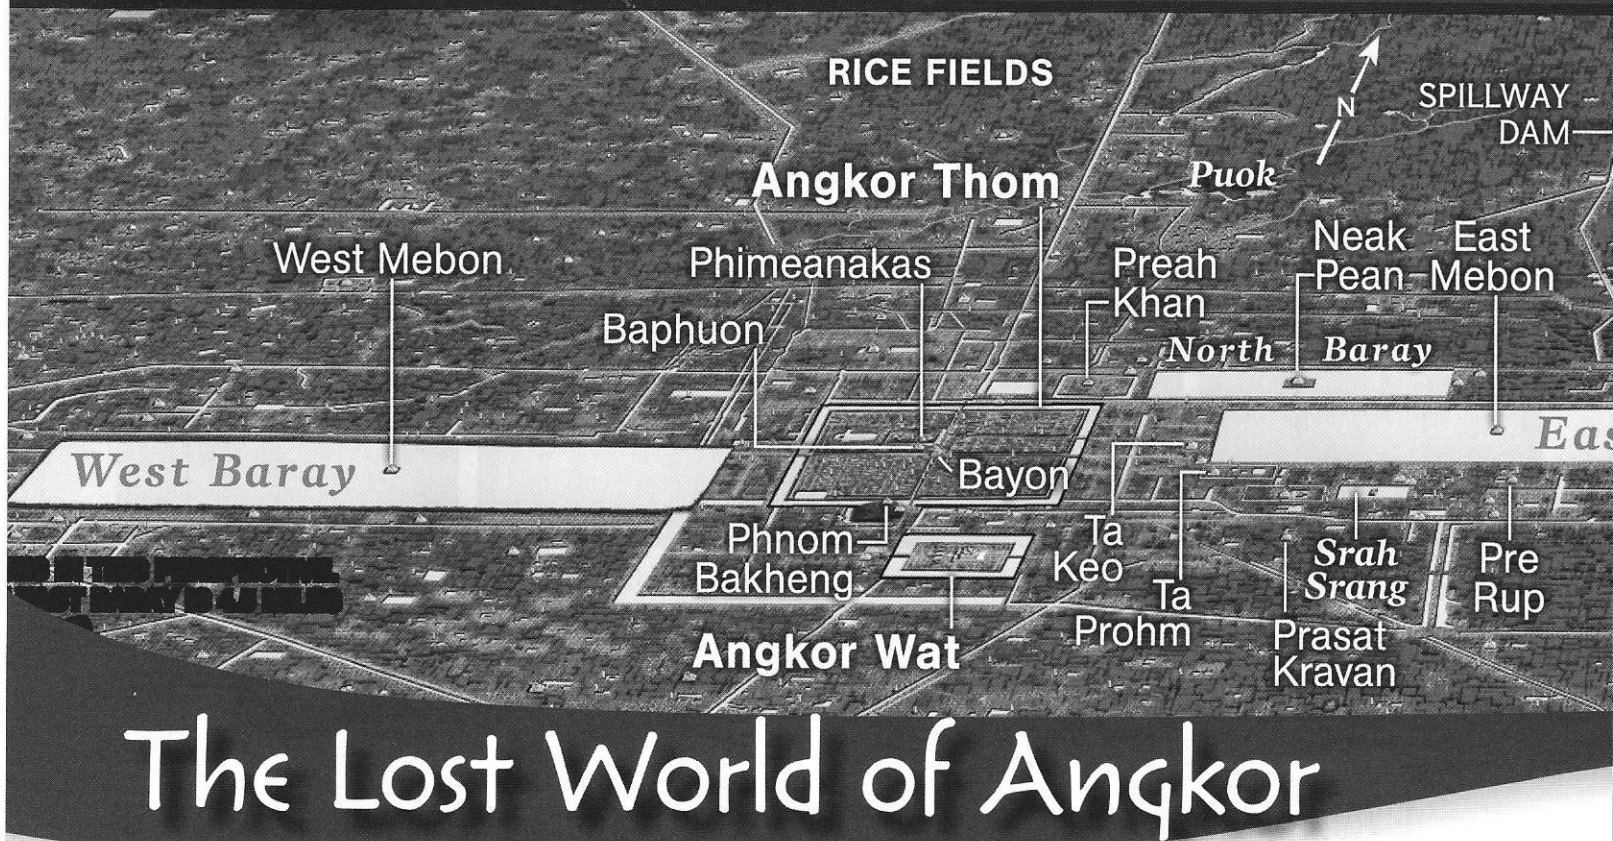 RICE FIELDS
N
SPILLWAY
DAM
Puok
Angkor Thom
West Mebon
Phimeanakas
Preah
Khan
Neak
Pean
East
Mebon
Baphuon
North Baray
West Baray
Eas
Bayon
Phnom
Bakheng
Ta
Keo
Ta
Prohm
Srah
Srang
Pre
Rup
Prasat
Kravan
Angkor Wat
The Lost World of Angkor